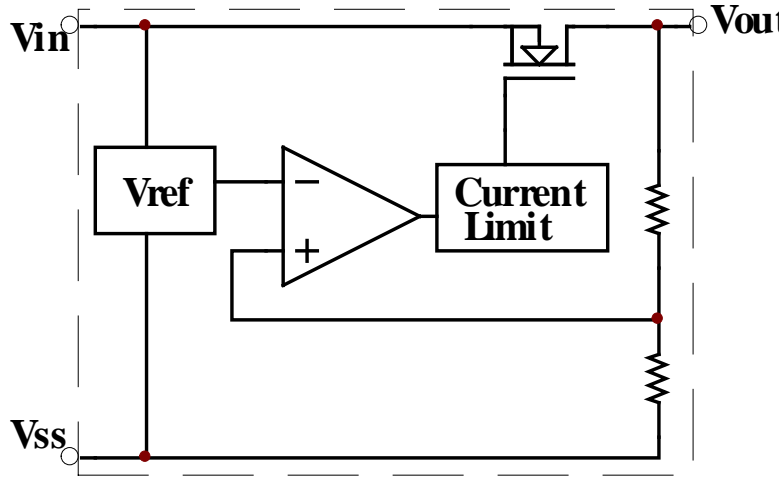 Vin
Vout
Vref
−
+
Current
Limit
Vss